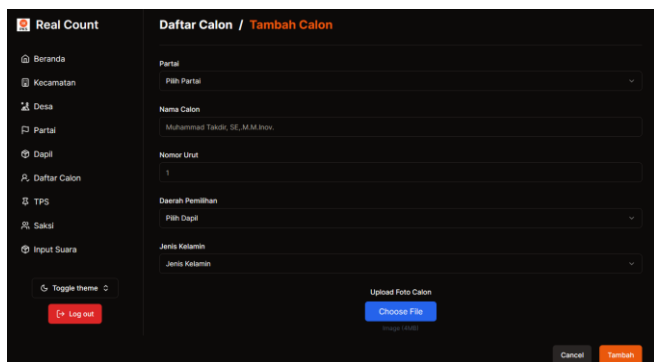 Real Count
Beranda
Kecamatan
Desa
Partai
Dapil
Daftar Calon
TPS
Saksi
Input Suara
Toggle theme
Log out
Daftar Calon / Tambah Calon
Partai
Pilih Partai
Nama Calon
Muhammad Takdir, SE,.M.M.Inov.
Nomor Urut
1
Daerah Pemilihan
Pilih Dapil
Jenis Kelamin
Jenis Kelamin
Upload Foto Calon
Choose File
Image (4MB)
Cancel
Tambah